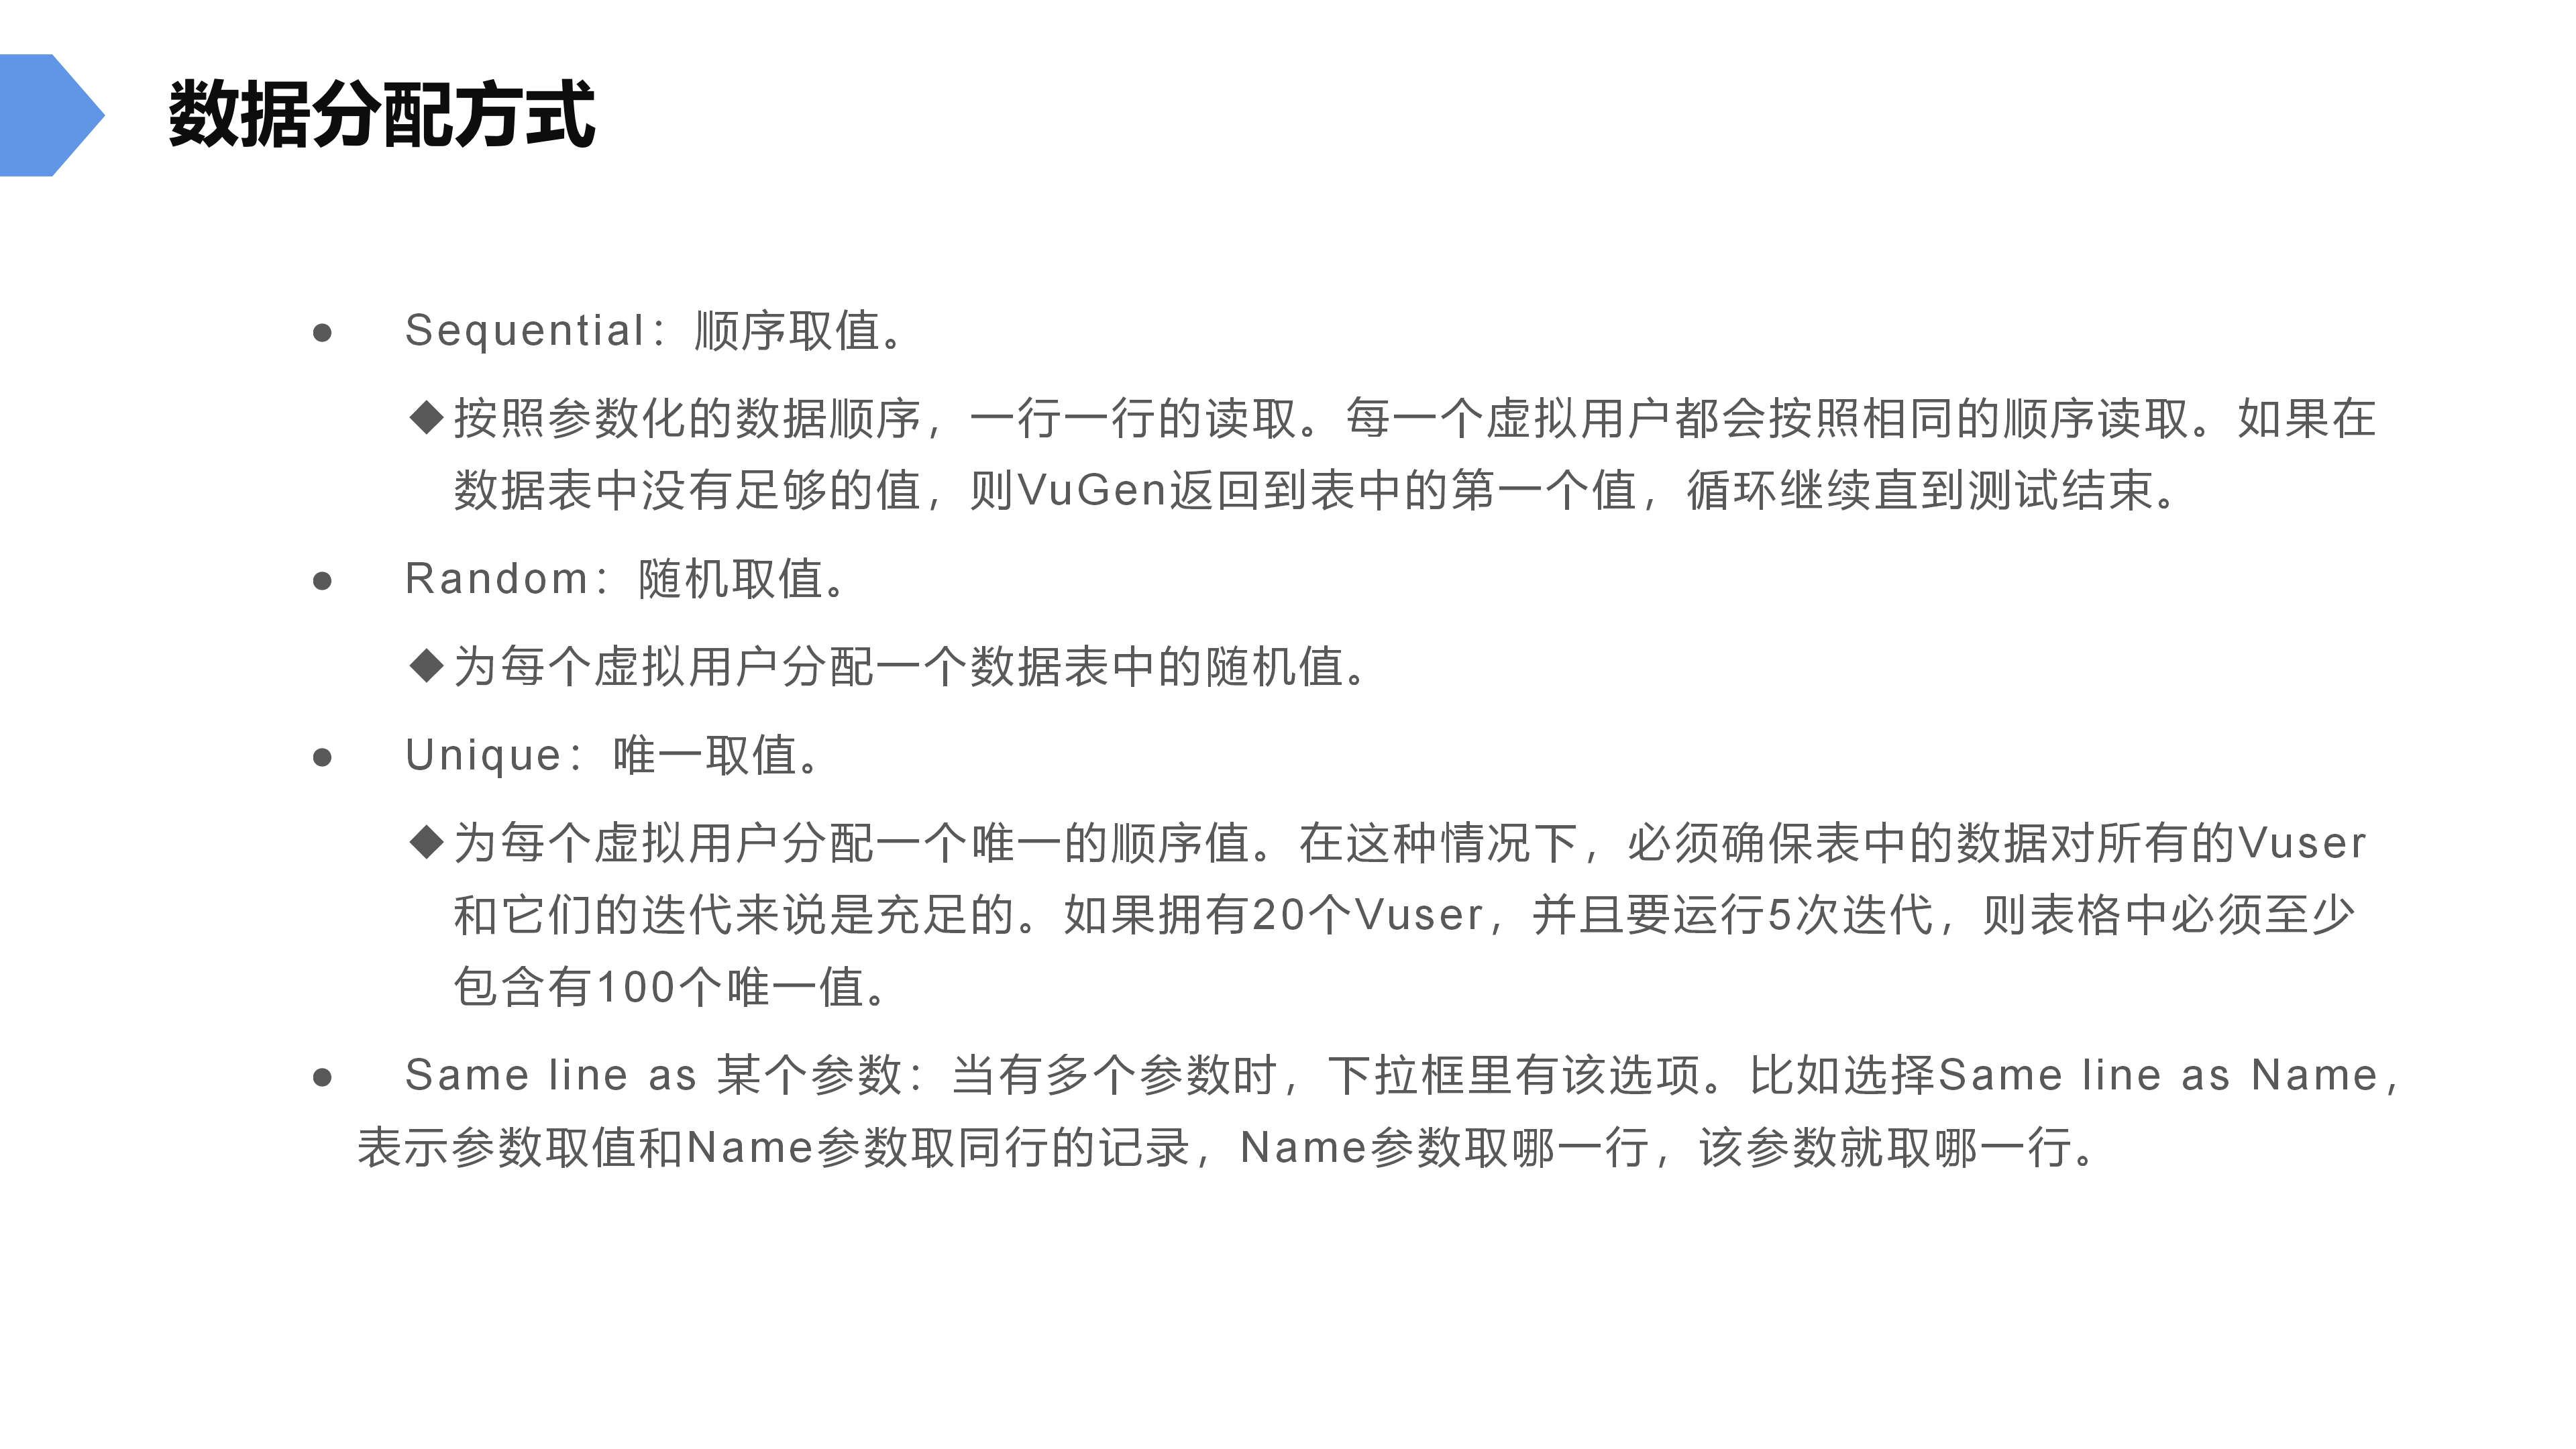 数据分配方式
● Sequential：顺序取值。
◆按照参数化的数据顺序，一行一行的读取。每一个虚拟用户都会按照相同的顺序读取。如果在
数据表中没有足够的值，则VuGen返回到表中的第一个值，循环继续直到测试结束。
● Random：随机取值。
◆为每个虚拟用户分配一个数据表中的随机值。
● Unique：唯一取值。
◆为每个虚拟用户分配一个唯一的顺序值。在这种情况下，必须确保表中的数据对所有的Vuser
和它们的迭代来说是充足的。如果拥有20个Vuser，并且要运行5次迭代，则表格中必须至少
包含有100个唯一值。
● Same line as 某个参数：当有多个参数时，下拉框里有该选项。比如选择Same line as Name，
表示参数取值和Name参数取同行的记录，Name参数取哪一行，该参数就取哪一行。